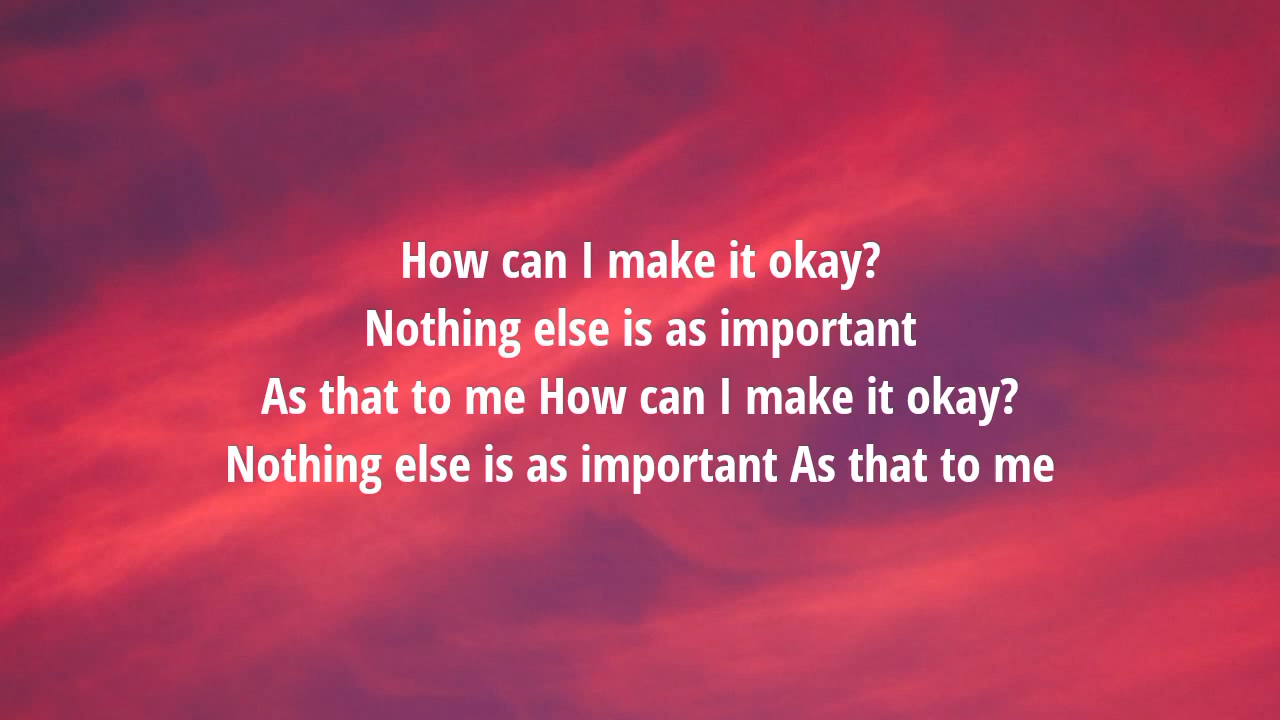 How can I make it okay?
Nothing else is as important
As that to me How can I make it okay?
Nothing else is as important As that to me